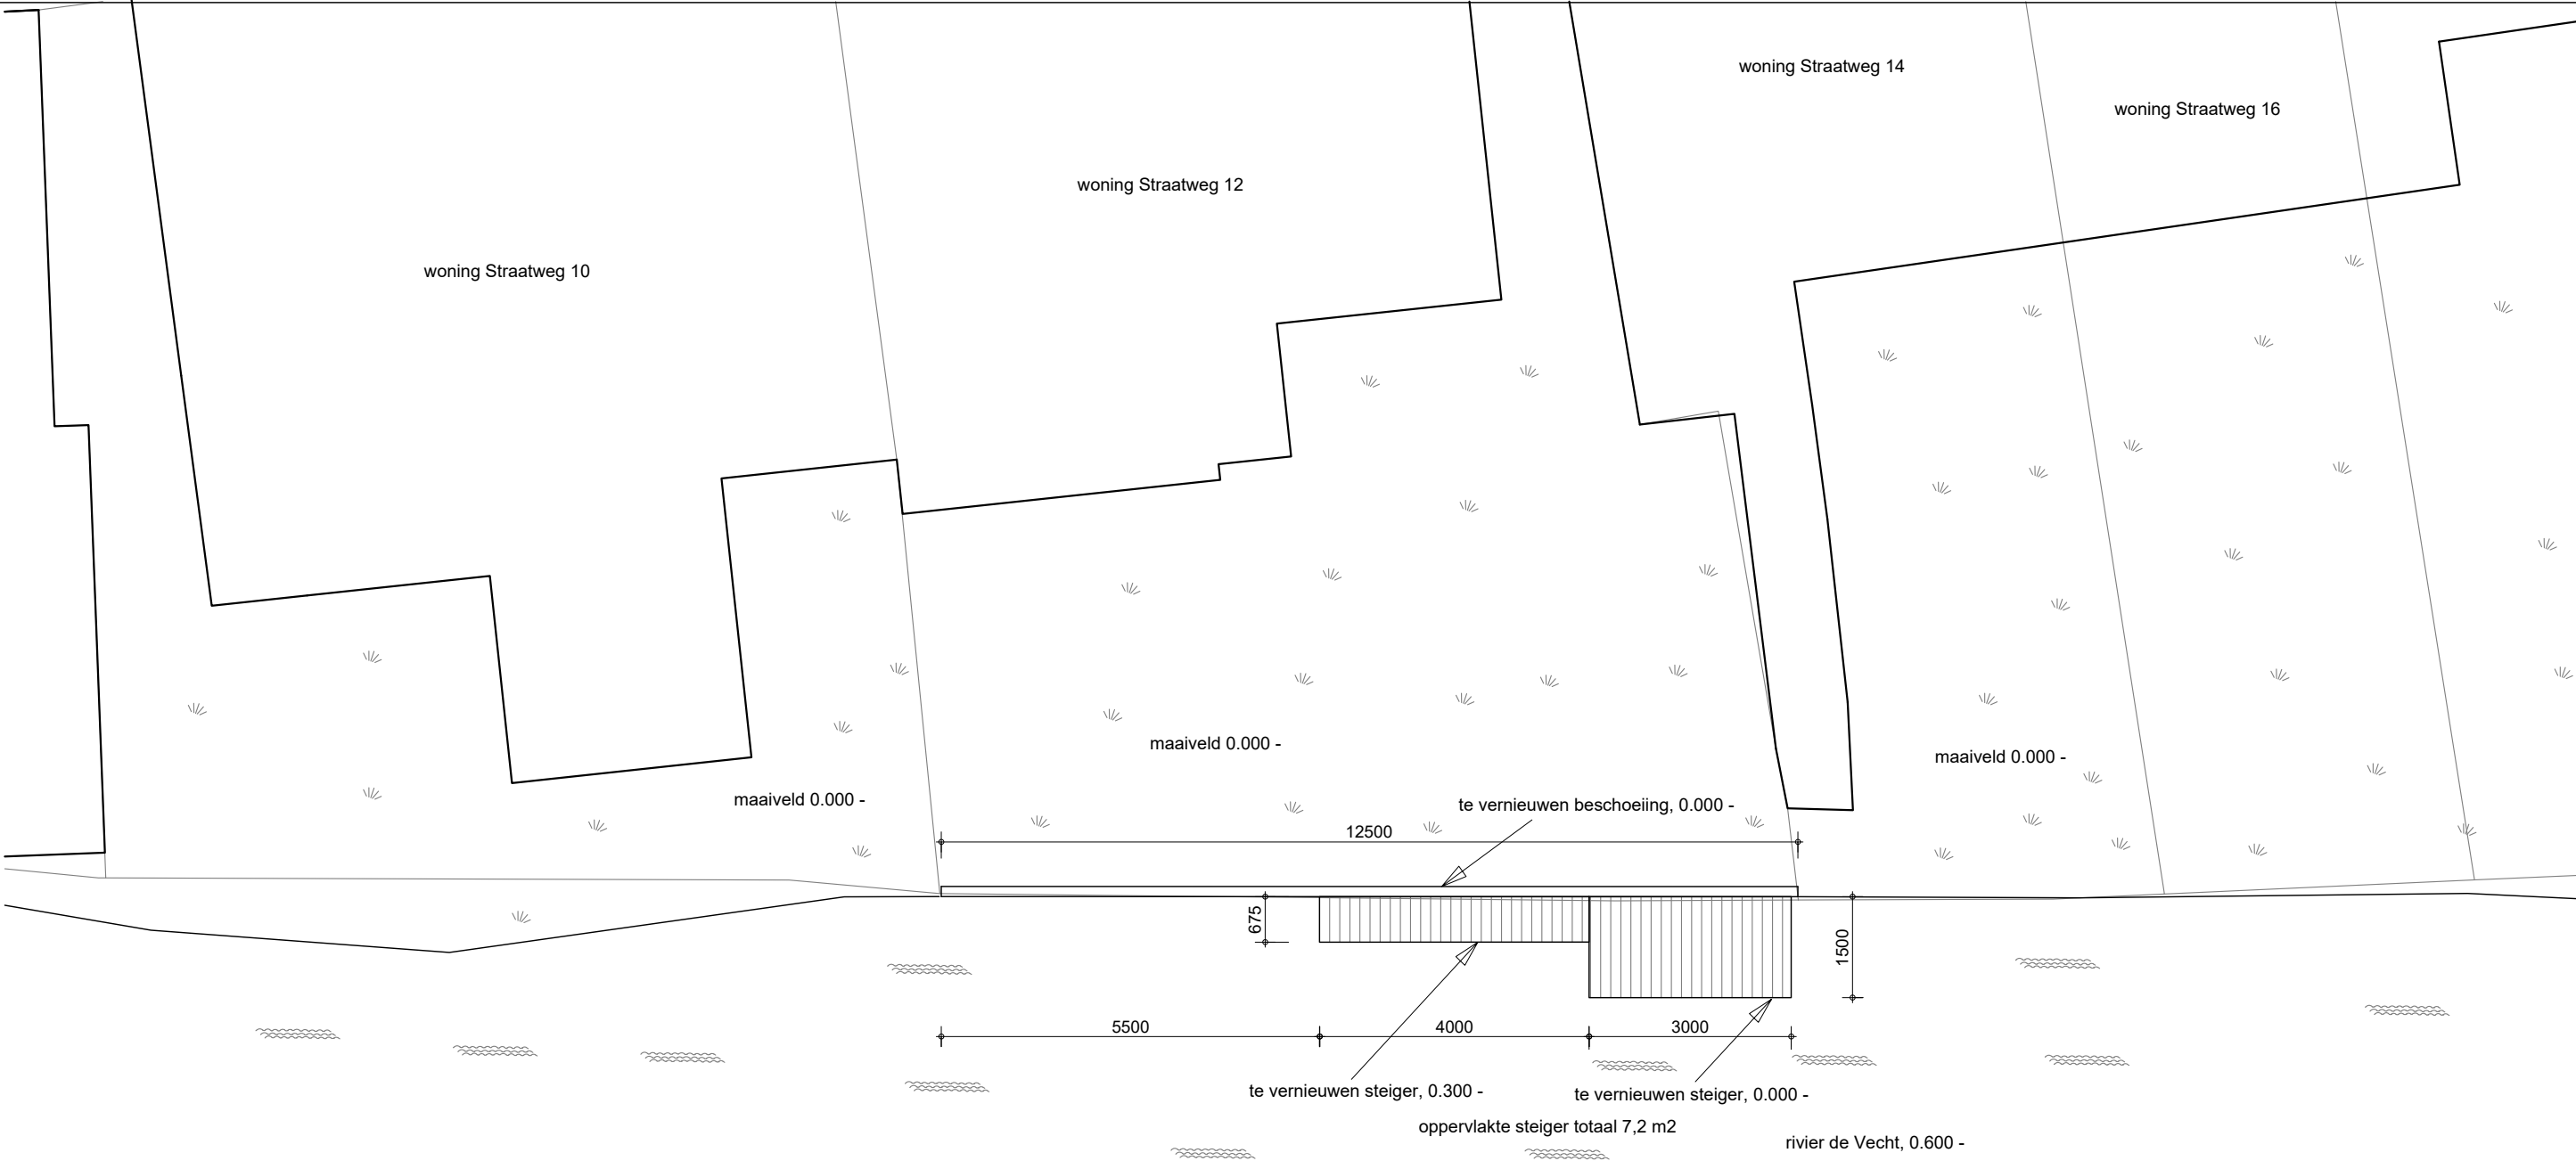 woning Straatweg 14
woning Straatweg 16
woning Straatweg 12
woning Straatweg 10
maaiveld 0.000 -
maaiveld 0.000 -
maaiveld 0.000 -
te vernieuwen beschoeiing, 0.000 -
12500
675
1500
5500
4000
3000
te vernieuwen steiger, 0.300 -
te vernieuwen steiger, 0.000 -
oppervlakte steiger totaal 7,2 m2
rivier de Vecht, 0.600 -